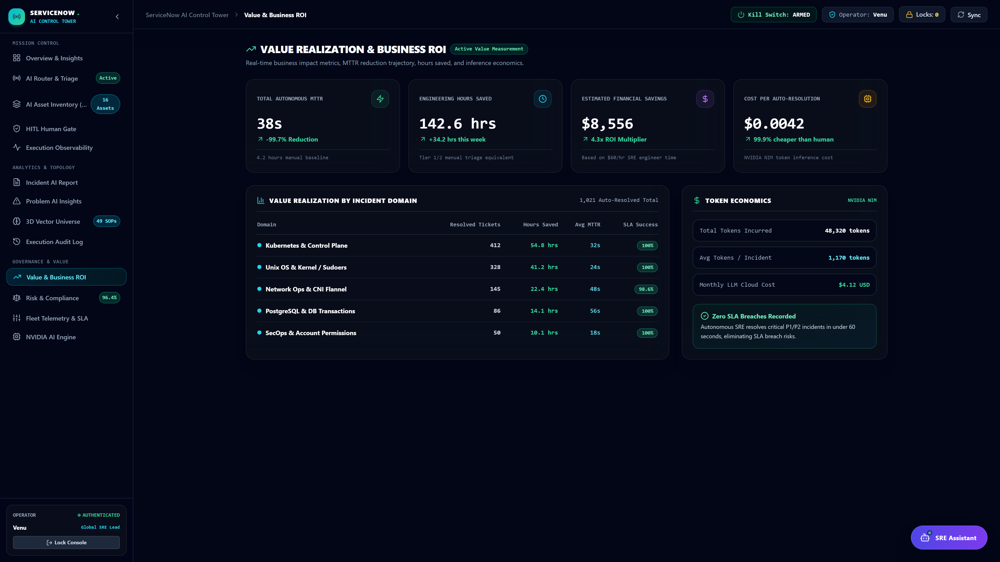 SERVICENOW .
AI CONTROL TOWER
MISSION CONTROL
Overview & Insights
AI Router & Triage
Active
AI Asset Inventory (...
16
Assets
HITL Human Gate
Execution Observability
ANALYTICS & TOPOLOGY
Incident AI Report
Problem AI Insights
3D Vector Universe
49 SOPs
Execution Audit Log
GOVERNANCE & VALUE
Value & Business ROI
Risk & Compliance
96.4%
Fleet Telemetry & SLA
NVIDIA AI Engine
OPERATOR
AUTHENTICATED
Venu
Global SRE Lead
Lock Console
ServiceNow AI Control Tower > Value & Business ROI
Kill Switch: ARMED
Operator: Venu
Locks: 0
Sync
VALUE REALIZATION & BUSINESS ROI
Active Value Measurement
Real-time business impact metrics, MTTR reduction trajectory, hours saved, and inference economics.
TOTAL AUTONOMOUS MTTR
38s
-99.7% Reduction
4.2 hours manual baseline
ENGINEERING HOURS SAVED
142.6 hrs
+34.2 hrs this week
Tier 1/2 manual triage equivalent
ESTIMATED FINANCIAL SAVINGS
$8,556
4.3x ROI Multiplier
Based on $60/hr SRE engineer time
COST PER AUTO-RESOLUTION
$0.0042
99.9% cheaper than human
NVIDIA NIM token inference cost
VALUE REALIZATION BY INCIDENT DOMAIN
1,021 Auto-Resolved Total
Domain Resolved Tickets Hours Saved Avg MTTR SLA Success
Kubernetes & Control Plane 412 54.8 hrs 32s 100%
Unix OS & Kernel / Sudoers 328 41.2 hrs 24s 100%
Network Ops & CNI Flannel 145 22.4 hrs 48s 98.6%
PostgreSQL & DB Transactions 86 14.1 hrs 56s 100%
SecOps & Account Permissions 50 10.1 hrs 18s 100%
TOKEN ECONOMICS
NVIDIA NIM
Total Tokens Incurred 48,320 tokens
Avg Tokens / Incident 1,170 tokens
Monthly LLM Cloud Cost $4.12 USD
Zero SLA Breaches Recorded
Autonomous SRE resolves critical P1/P2 incidents in under 60
seconds, eliminating SLA breach risks.
SRE Assistant